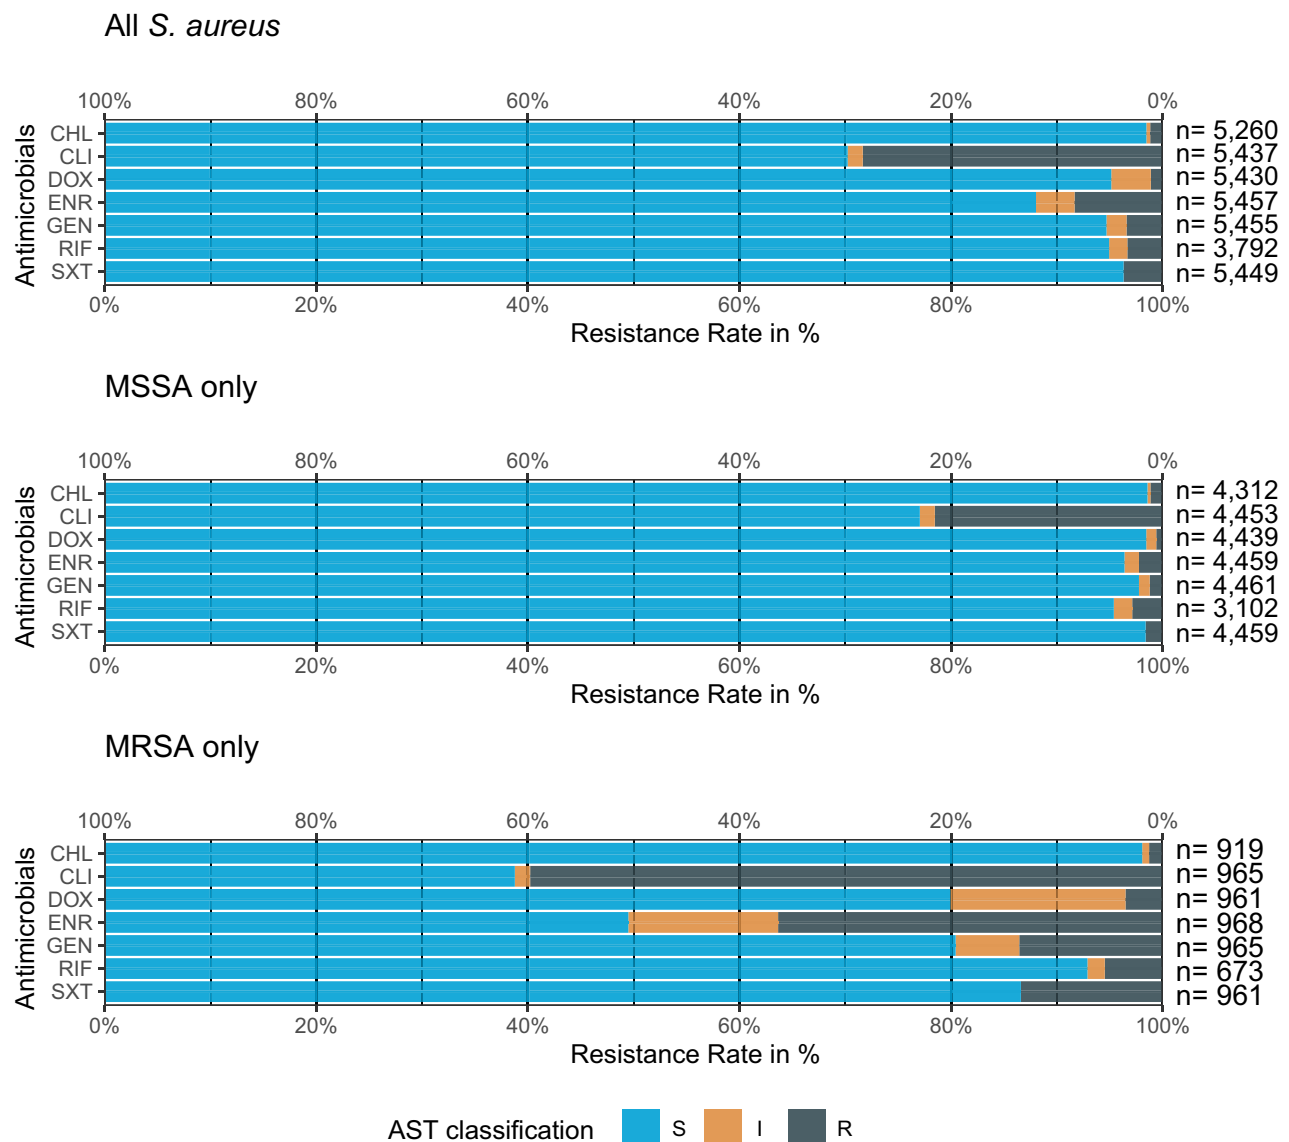 All S. aureus
100% 80% 60% 40% 20% 0%
Antimicrobials
CHL n= 5,260
CLI n= 5,437
DOX n= 5,430
ENR n= 5,457
GEN n= 5,455
RIF n= 3,792
SXT n= 5,449
0% 20% 40% 60% 80% 100%
Resistance Rate in %
MSSA only
100% 80% 60% 40% 20% 0%
Antimicrobials
CHL n= 4,312
CLI n= 4,453
DOX n= 4,439
ENR n= 4,459
GEN n= 4,461
RIF n= 3,102
SXT n= 4,459
0% 20% 40% 60% 80% 100%
Resistance Rate in %
MRSA only
100% 80% 60% 40% 20% 0%
Antimicrobials
CHL n= 919
CLI n= 965
DOX n= 961
ENR n= 968
GEN n= 965
RIF n= 673
SXT n= 961
0% 20% 40% 60% 80% 100%
Resistance Rate in %
AST classification S I R